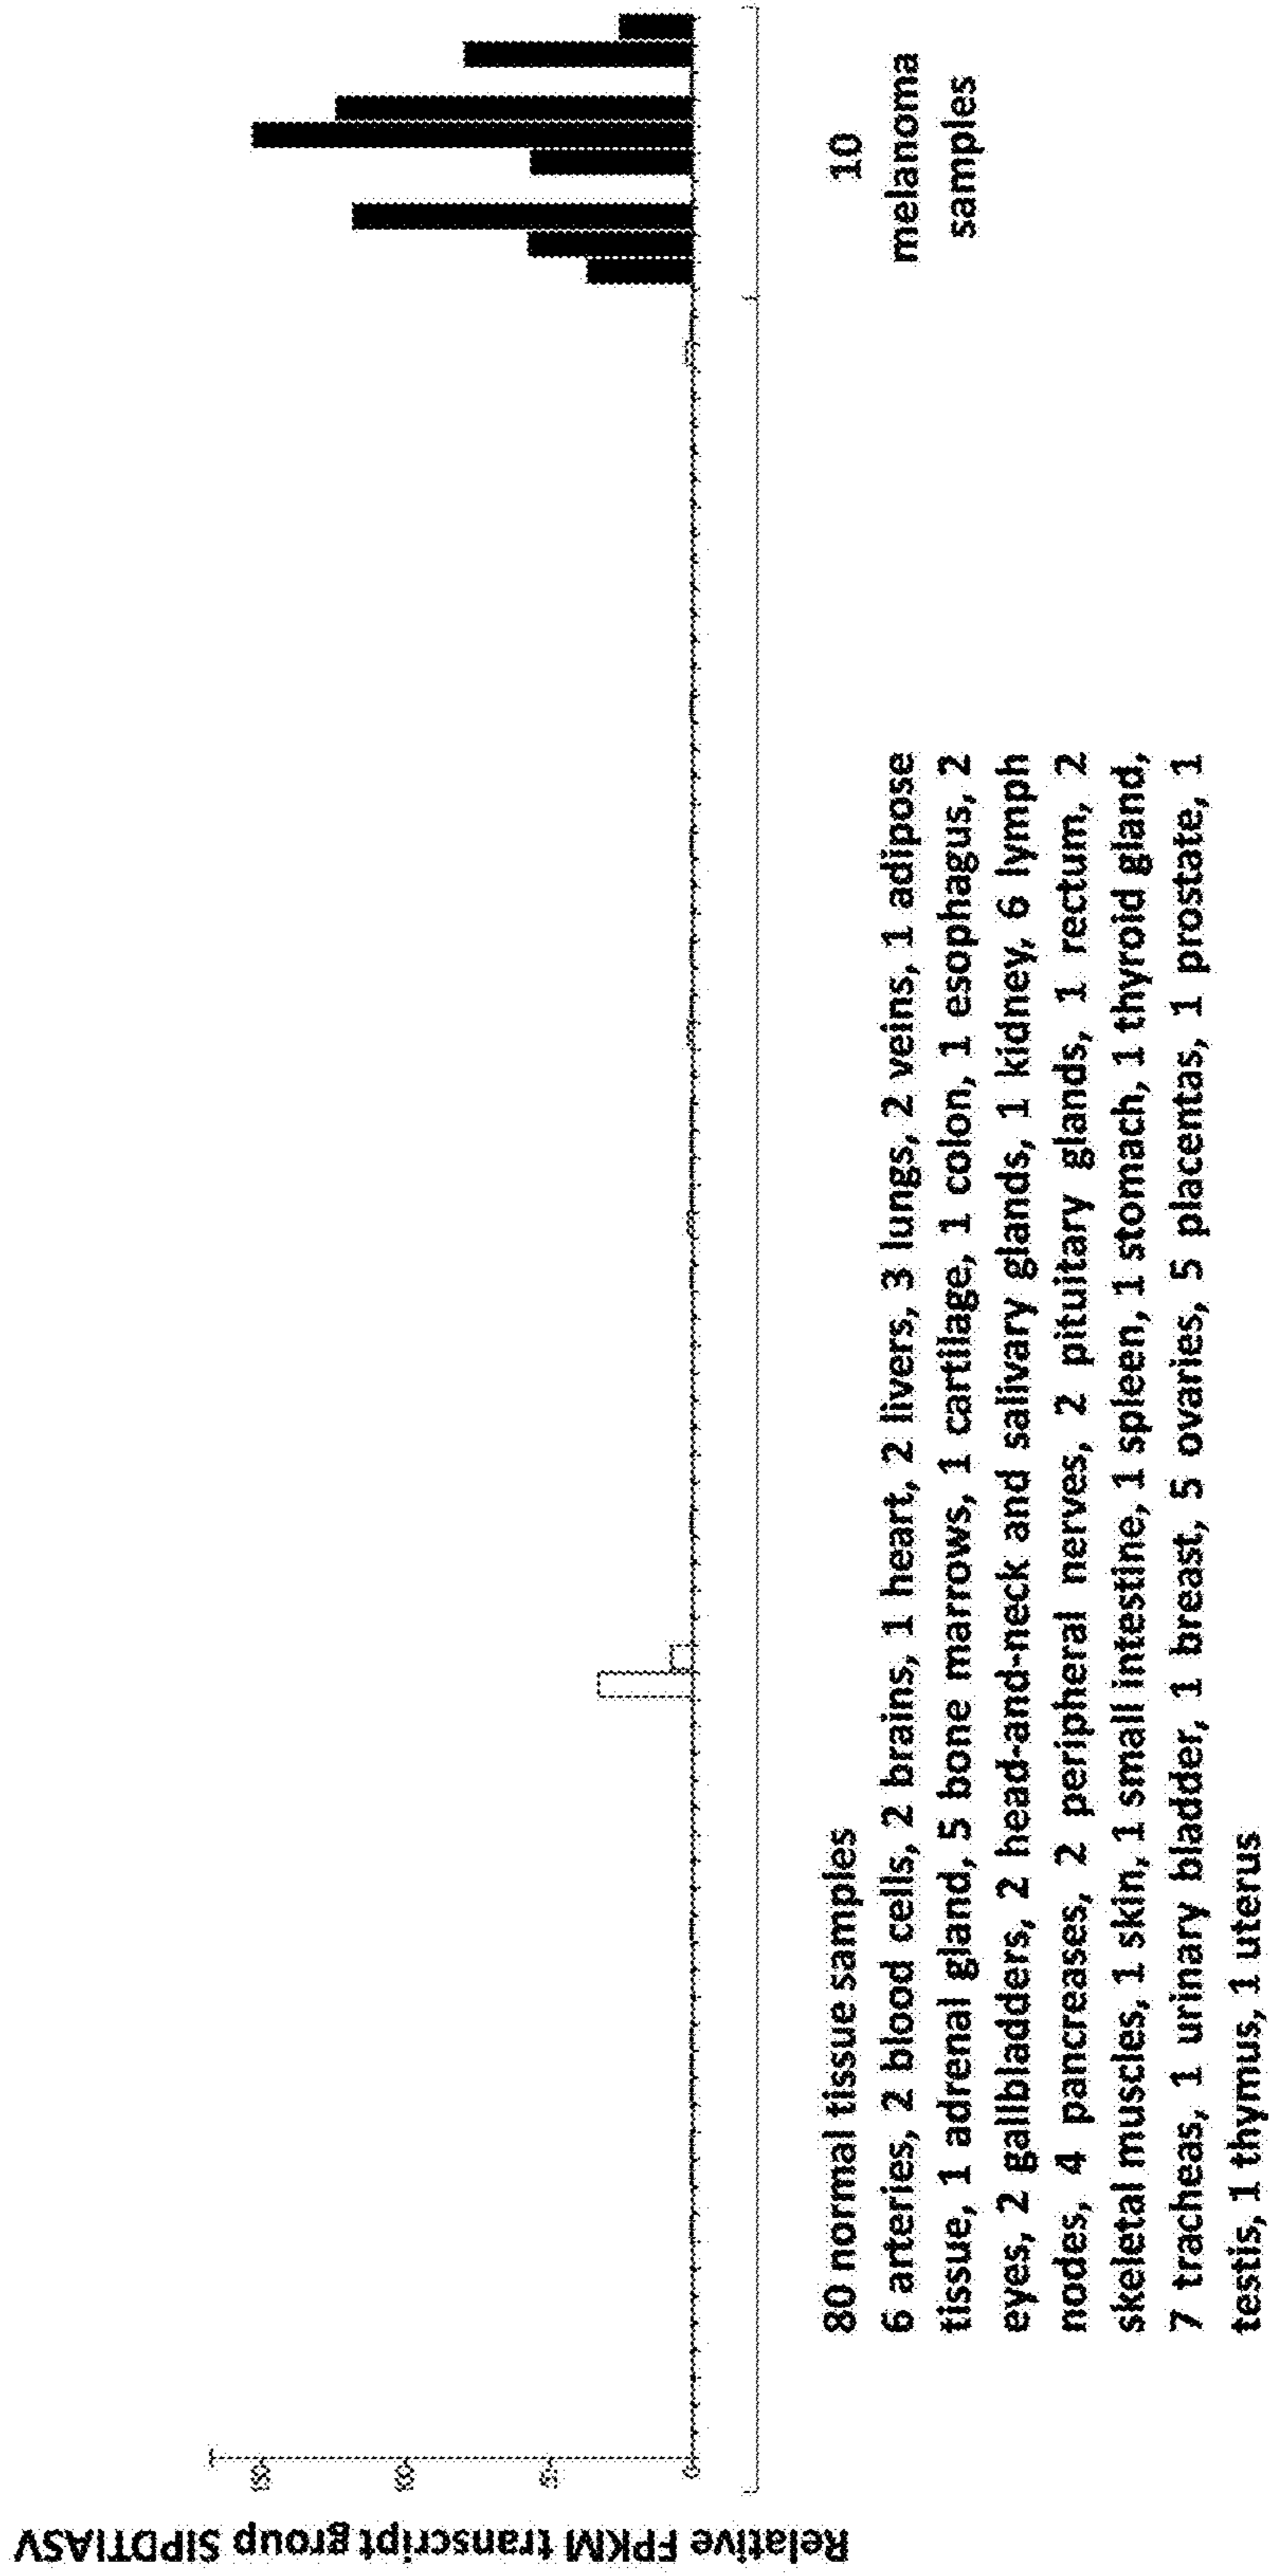 Relative FPKM transcript group SIPDTIASV
0
80 normal tissue samples
6 arteries, 2 blood cells, 2 brains, 1 heart, 2 livers, 3 lungs, 2 veins, 1 adipose
tissue, 1 adrenal gland, 5 bone marrows, 1 cartilage, 1 colon, 1 esophagus, 2
eyes, 2 gallbladders, 2 head-and-neck and salivary glands, 1 kidney, 6 lymph
nodes, 4 pancreases, 2 peripheral nerves, 2 pituitary glands, 1 rectum, 2
skeletal muscles, 1 skin, 1 small intestine, 1 spleen, 1 stomach, 1 thyroid gland,
7 tracheas, 1 urinary bladder, 1 breast, 5 ovaries, 5 placentas, 1 prostate, 1
testis, 1 thymus, 1 uterus
10
melanoma
samples